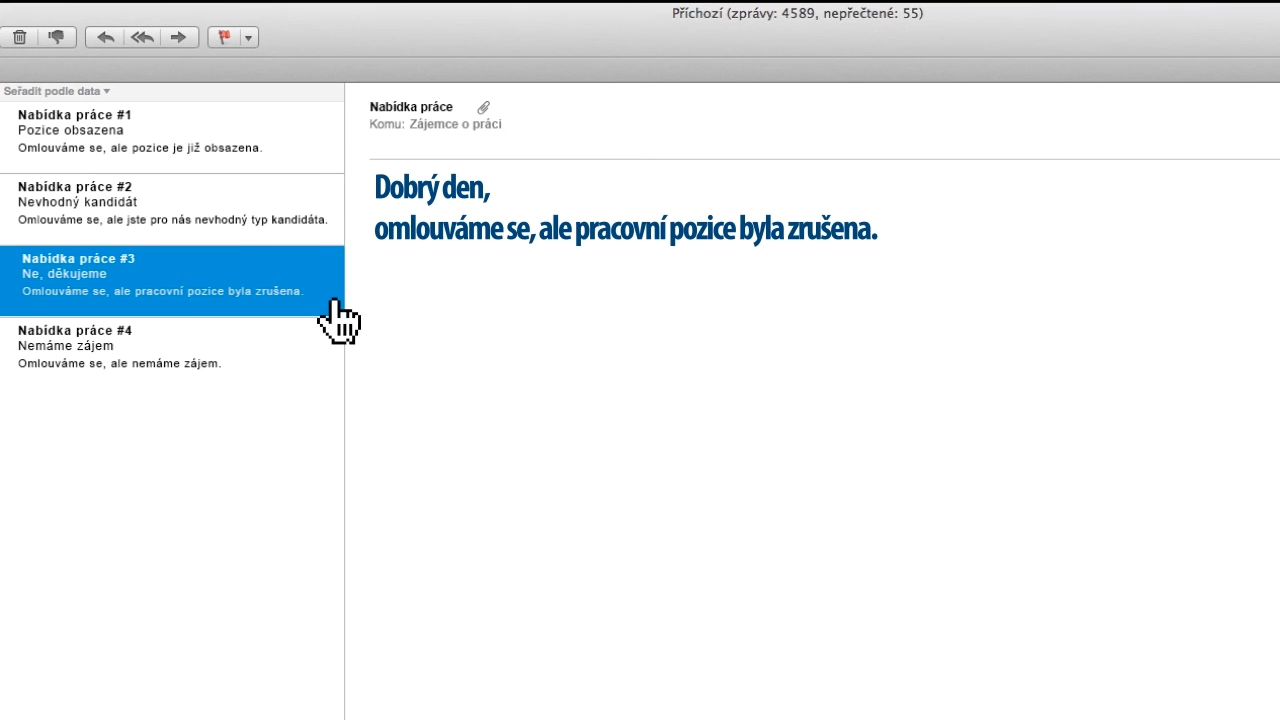 Příchozí (zprávy: 4589, nepřečtené: 55)
Seřadit podle data
Nabídka práce #1
Pozice obsazena
Omlouváme se, ale pozice je již obsazena.
Nabídka práce #2
Nevhodný kandidát
Omlouváme se, ale jste pro nás nevhodný typ kandidáta.
Nabídka práce #3
Ne, děkujeme
Omlouváme se, ale pracovní pozice byla zrušena.
Nabídka práce #4
Nemáme zájem
Omlouváme se, ale nemáme zájem.
Nabídka práce
Komu: Zájemce o práci
Dobrý den,
omlouváme se, ale pracovní pozice byla zrušena.